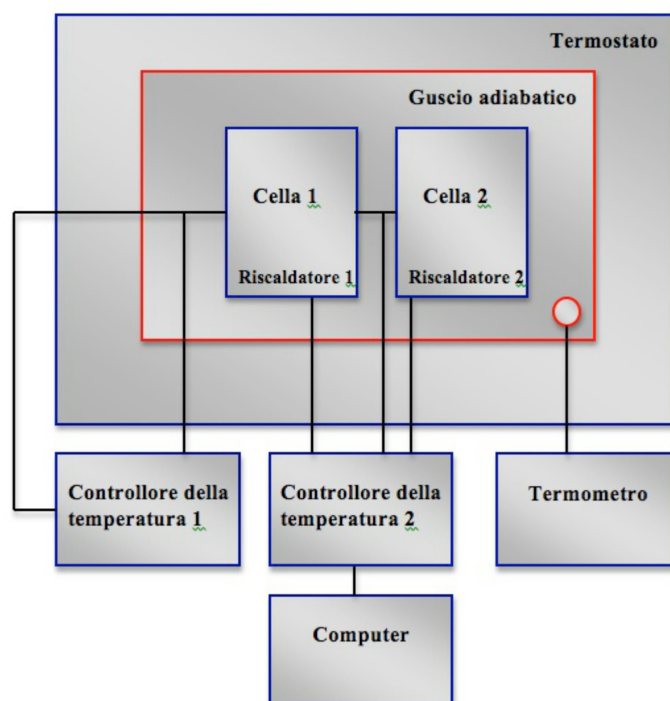 Termostato
Guscio adiabatico
Cella 1
Cella 2
Riscaldatore 1
Riscaldatore 2
Controllore della
temperatura 1
Controllore della
temperatura 2
Termometro
Computer